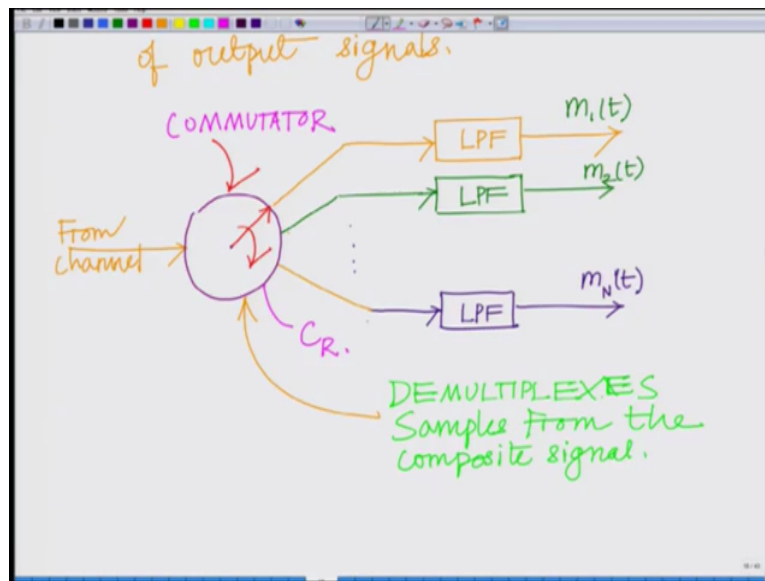 of output signals.
COMMUTATOR
LPF
m₁(t)
LPF
m₂(t)
From
channel
LPF
m_N(t)
C_R.
DEMULTIPLEXES
Samples from the
composite signal.